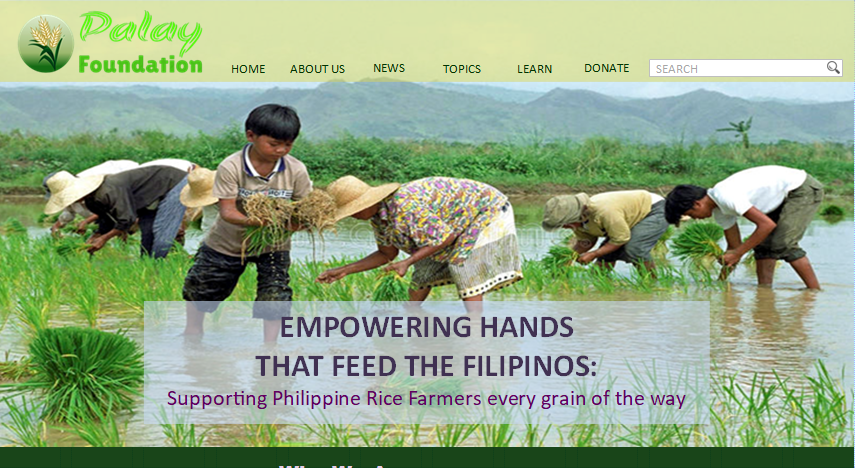 Palay
Foundation
HOME ABOUT US NEWS TOPICS LEARN DONATE SEARCH
EMPOWERING HANDS
THAT FEED THE FILIPINOS:
Supporting Philippine Rice Farmers every grain of the way